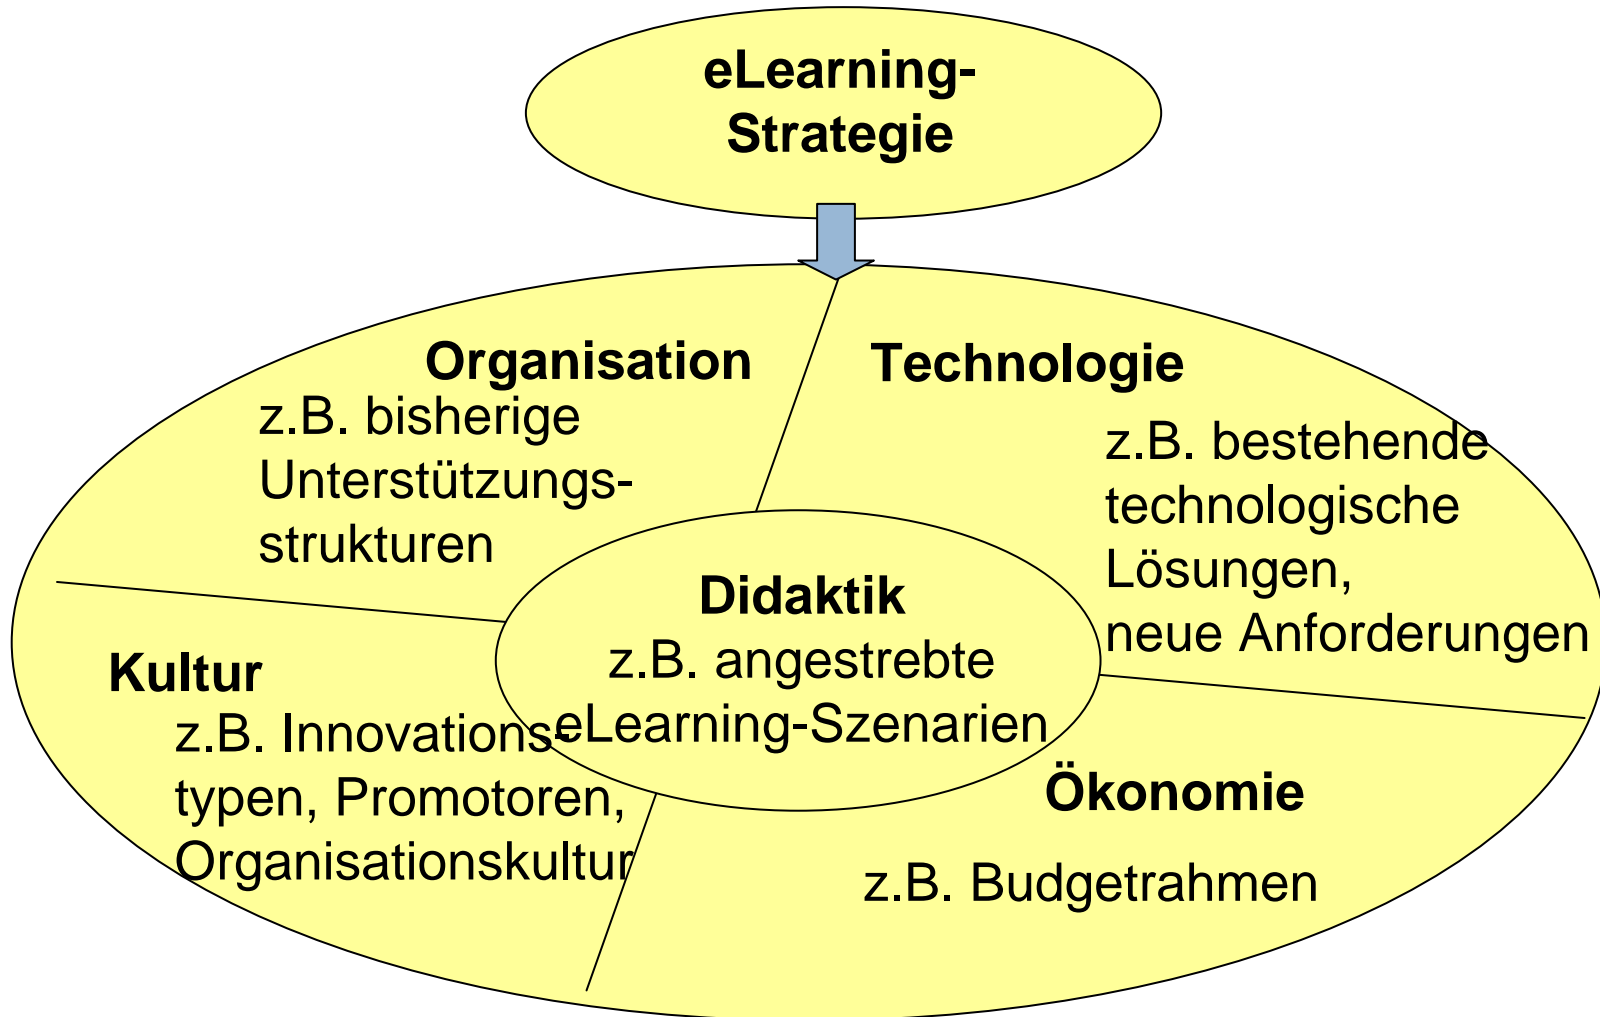 eLearning-
Strategie
Organisation
z.B. bisherige
Unterstützungs-
strukturen
Technologie
z.B. bestehende
technologische
Lösungen,
neue Anforderungen
Didaktik
z.B. angestrebte
eLearning-Szenarien
Kultur
z.B. Innovations-
typen, Promotoren,
Organisationskultur
Ökonomie
z.B. Budgetrahmen